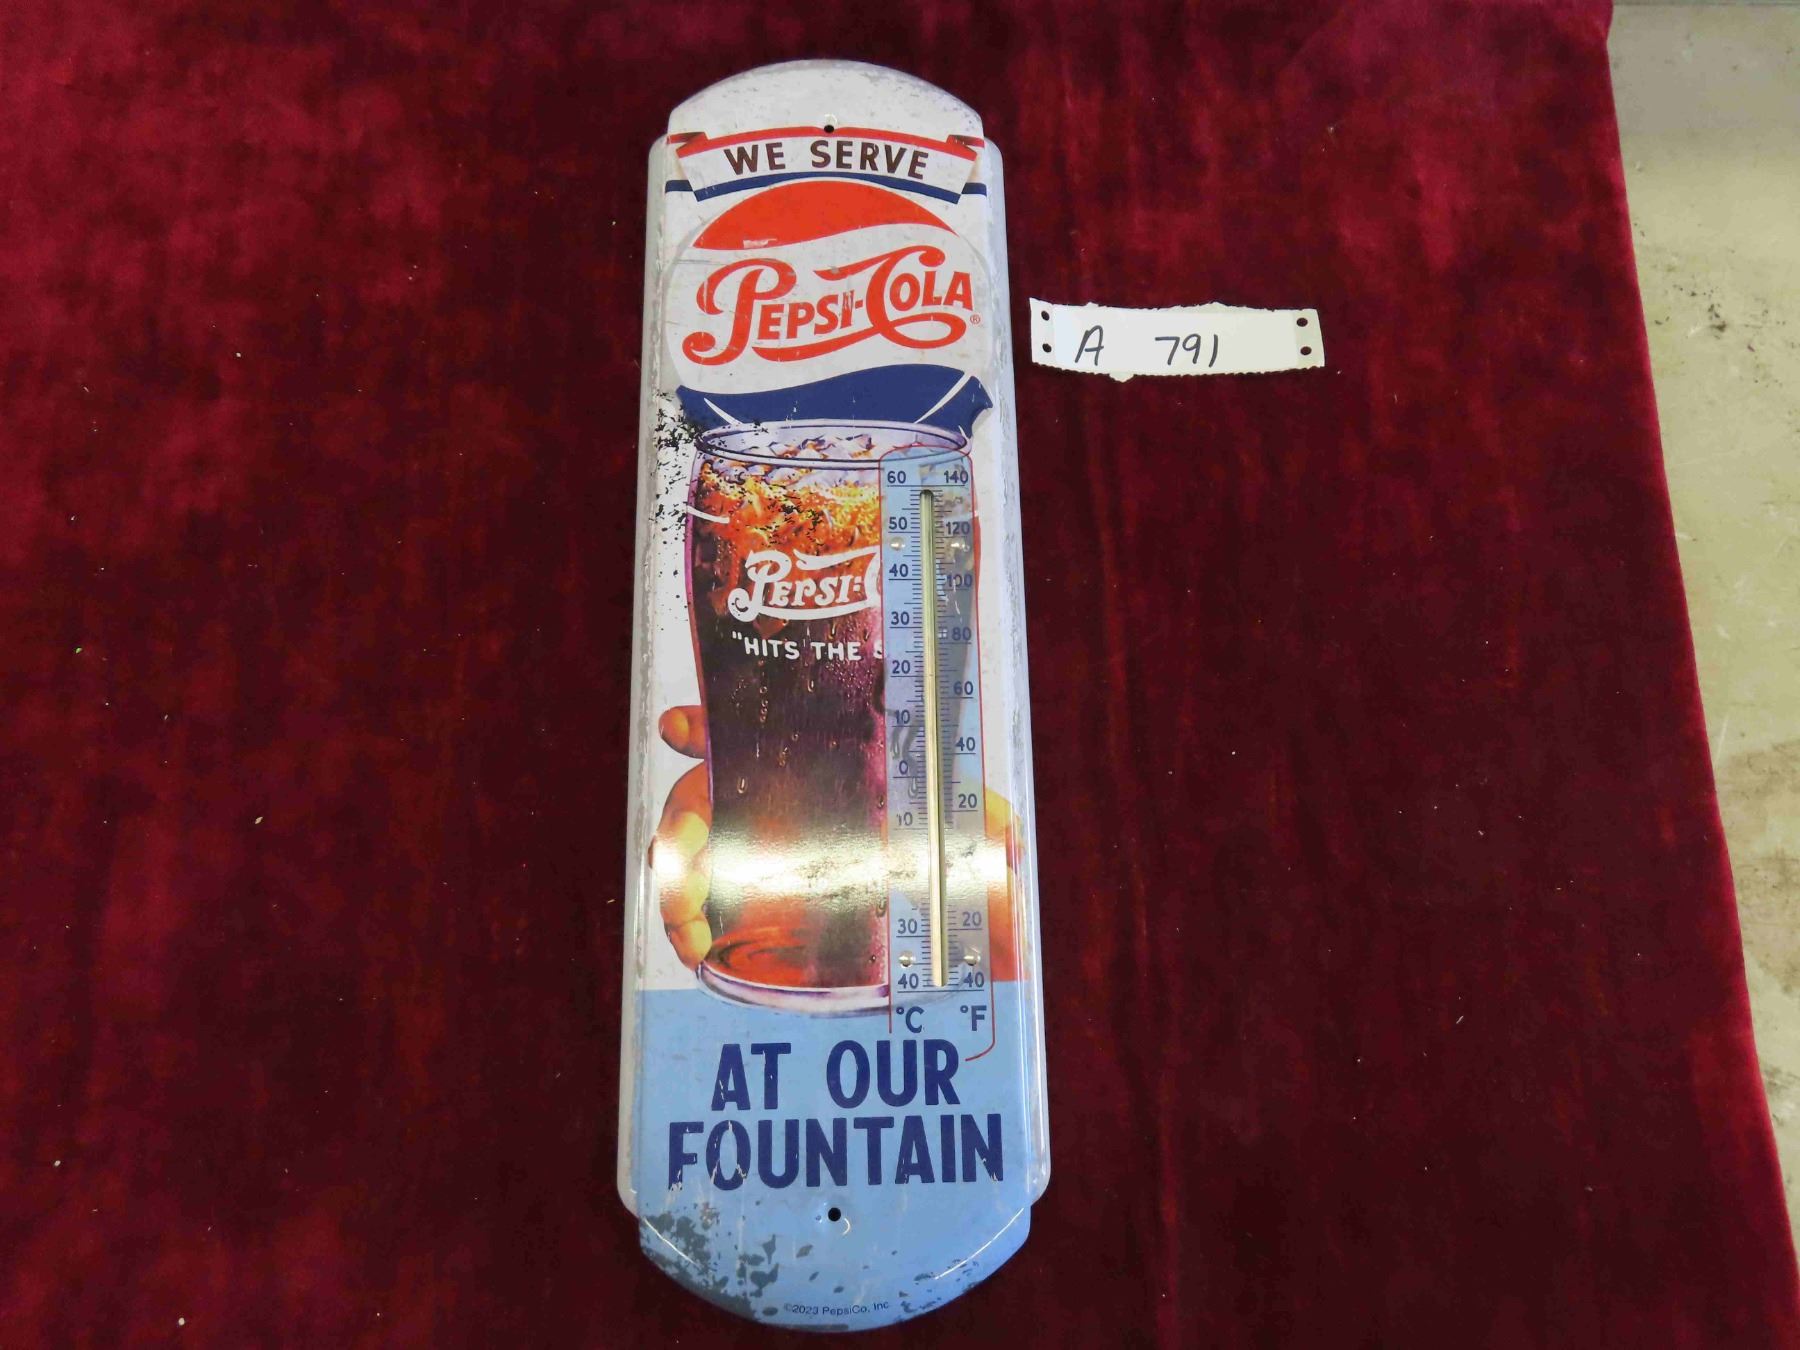 WE SERVE
PEPSI-COLA®
A 791
60 140
50 120
40 100
PEPSI-
30 80
"HITS THE
20 60
10 40
0 20
10
30 20
40 40
°C °F
AT OUR
FOUNTAIN
©2023 PepsiCo, Inc.